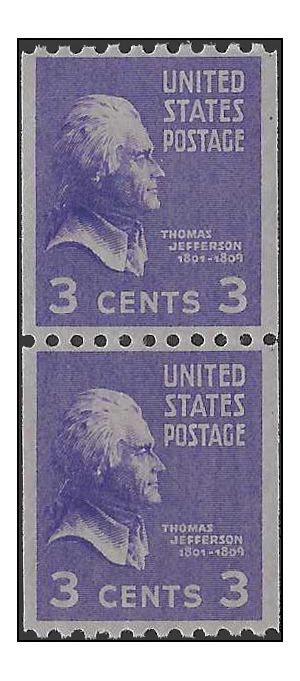 UNITED
STATES
POSTAGE
THOMAS
JEFFERSON
1801-1809
3 CENTS 3
UNITED
STATES
POSTAGE
THOMAS
JEFFERSON
1801-1809
3 CENTS 3